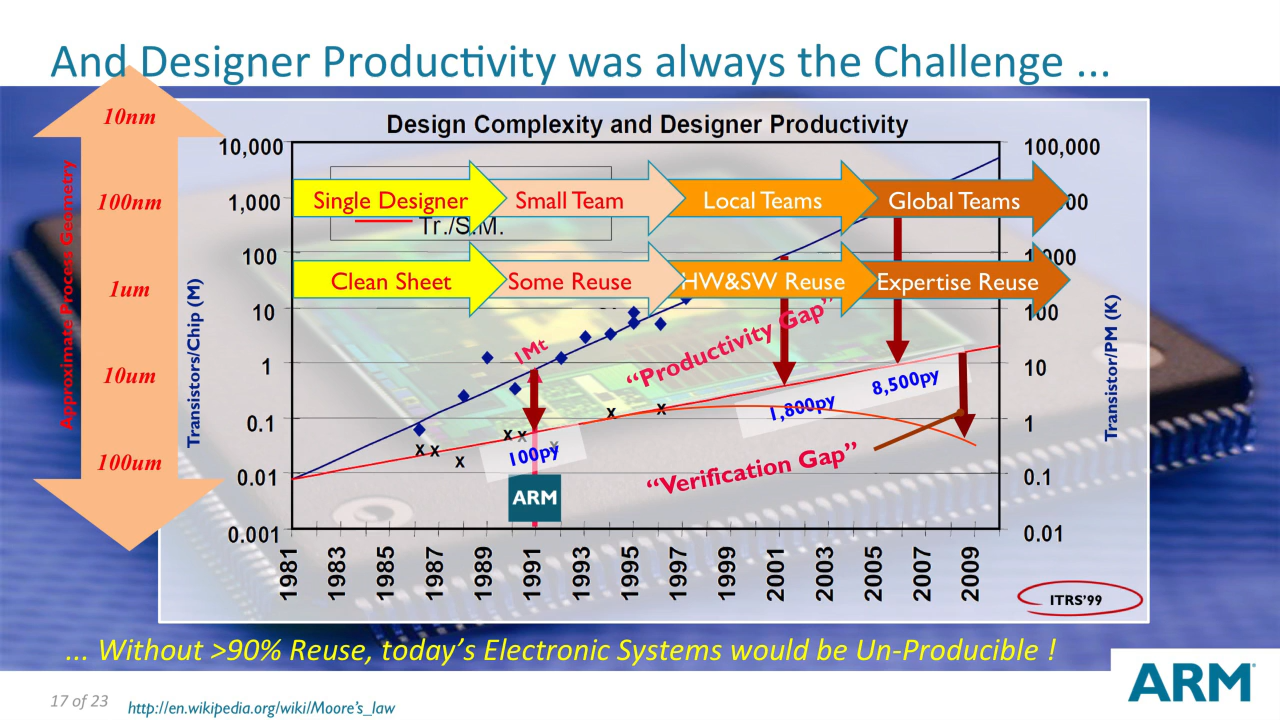 And Designer Productivity was always the Challenge ...
10nm
100nm
1um
10um
100um
Approximate Process Geometry
Design Complexity and Designer Productivity
10,000
1,000
100
10
1
0.1
0.01
0.001
Transistors/Chip (M)
100,000
00
000
100
10
1
0.1
0.01
Transistor/PM (K)
Single Designer
Small Team
Local Teams
Global Teams
Tr./S.M.
Clean Sheet
Some Reuse
HW&SW Reuse
Expertise Reuse
1Mt
“Productivity Gap”
100py
1,800py
8,500py
“Verification Gap”
ARM
1981
1983
1985
1987
1989
1991
1993
1995
1997
1999
2001
2003
2005
2007
2009
ITRS’99
... Without >90% Reuse, today’s Electronic Systems would be Un-Producible !
17 of 23
http://en.wikipedia.org/wiki/Moore’s_law
ARM